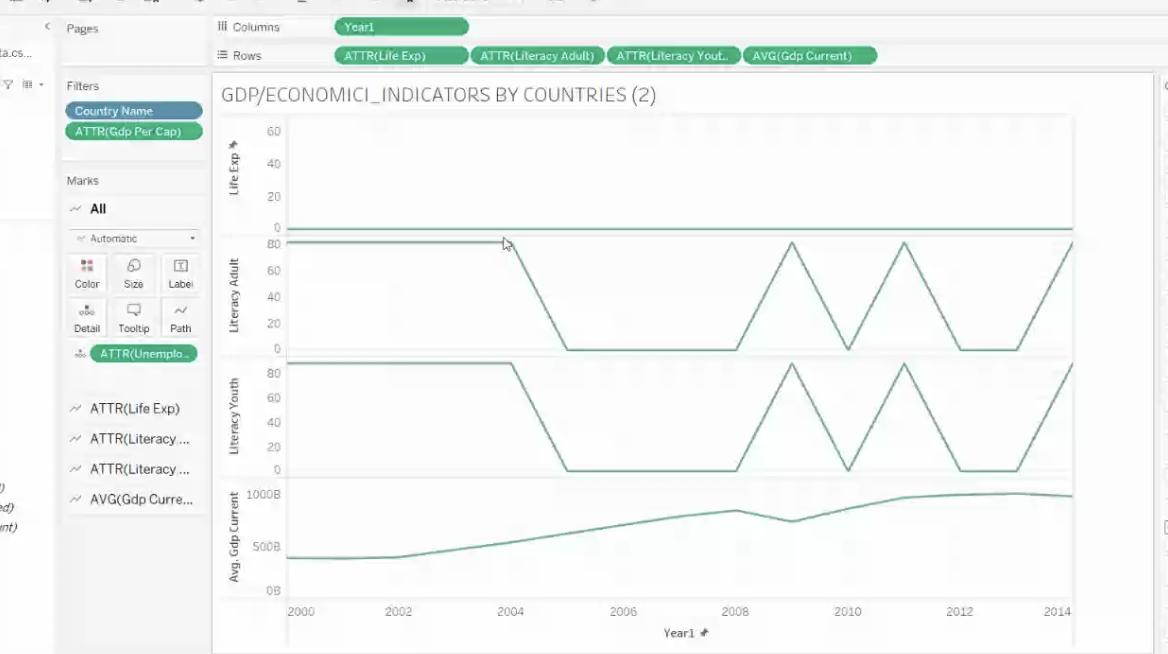 Pages
Columns
Year1
ta.cs...
Rows
ATTR(Life Exp)
ATTR(Literacy Adult)
ATTR(Literacy Yout..
AVG(Gdp Current)
Filters
Country Name
ATTR(Gdp Per Cap)
Marks
All
Automatic
Color
Size
Label
Detail
Tooltip
Path
ATTR(Unemplo..
ATTR(Life Exp)
ATTR(Literacy ...
ATTR(Literacy ...
AVG(Gdp Curre...
d)
ed)
nt)
GDP/ECONOMICI_INDICATORS BY COUNTRIES (2)
Life Exp
60
40
20
0
Literacy Adult
80
60
40
20
0
Literacy Youth
80
60
40
20
0
Avg. Gdp Current
1000B
500B
0B
2000
2002
2004
2006
2008
2010
2012
2014
Year1